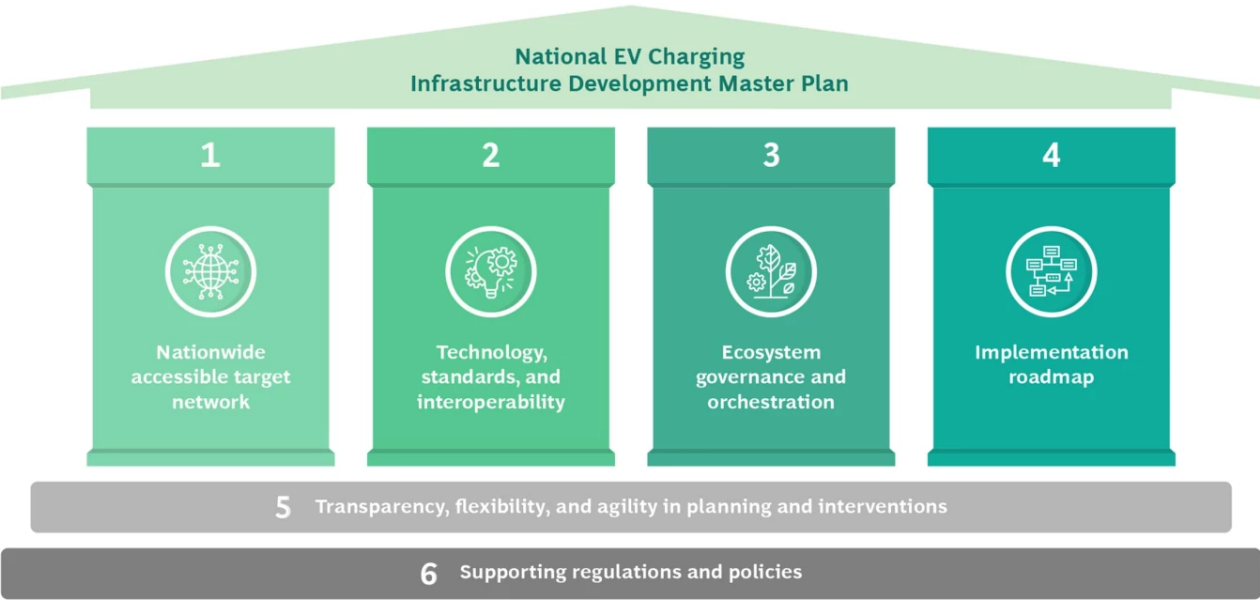 National EV Charging
Infrastructure Development Master Plan
1
Nationwide
accessible target
network
2
Technology,
standards, and
interoperability
3
Ecosystem
governance and
orchestration
4
Implementation
roadmap
5 Transparency, flexibility, and agility in planning and interventions
6 Supporting regulations and policies